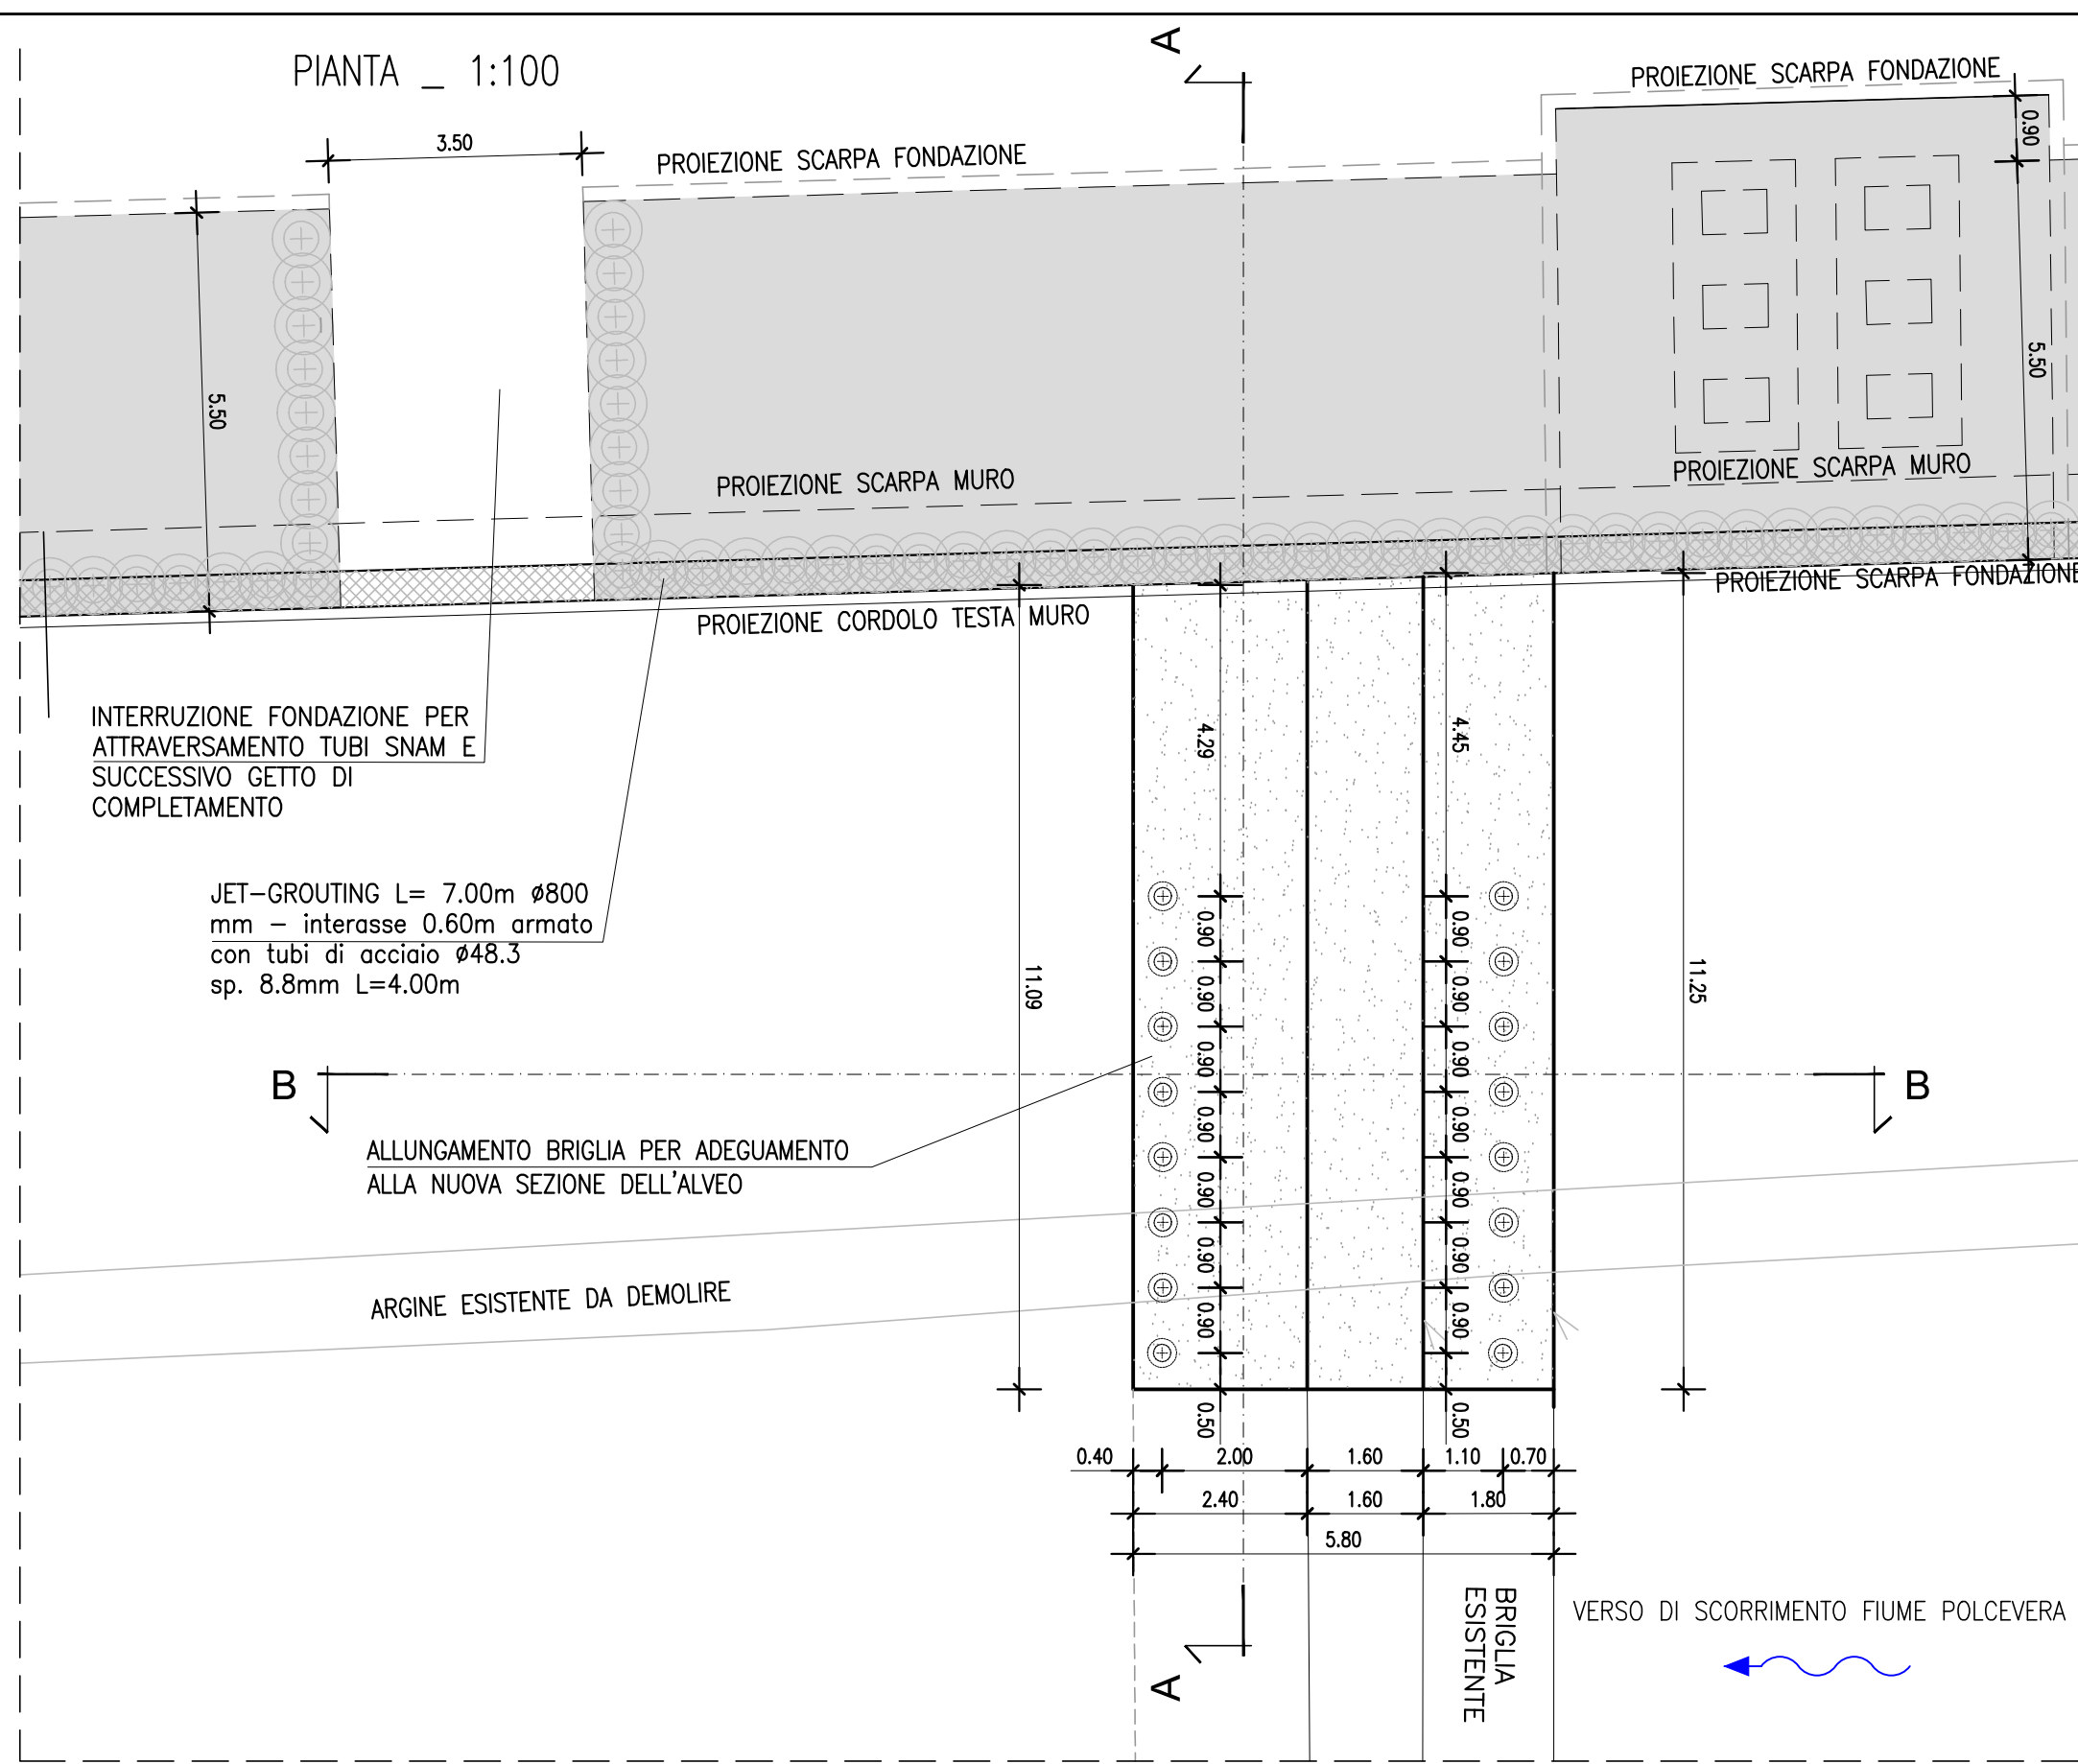 PIANTA _ 1:100
A
PROIEZIONE SCARPA FONDAZIONE
0.90
3.50
PROIEZIONE SCARPA FONDAZIONE
5.50
5.50
PROIEZIONE SCARPA MURO
PROIEZIONE SCARPA MURO
PROIEZIONE SCARPA FONDAZIONE
PROIEZIONE CORDOLO TESTA MURO
INTERRUZIONE FONDAZIONE PER
ATTRAVERSAMENTO TUBI SNAM E
SUCCESSIVO GETTO DI
COMPLETAMENTO
4.29
4.45
JET-GROUTING L= 7.00m ø800
mm - interasse 0.60m armato
con tubi di acciaio ø48.3
sp. 8.8mm L=4.00m
11.09
11.25
0.90
0.90
0.90
0.90
0.90
0.90
0.90
0.90
0.90
0.90
0.90
0.90
0.90
0.90
B
B
ALLUNGAMENTO BRIGLIA PER ADEGUAMENTO
ALLA NUOVA SEZIONE DELL'ALVEO
ARGINE ESISTENTE DA DEMOLIRE
0.50
0.50
0.40 2.00 1.60 1.10 0.70
2.40 1.60 1.80
5.80
BRIGLIA
ESISTENTE
VERSO DI SCORRIMENTO FIUME POLCEVERA
A